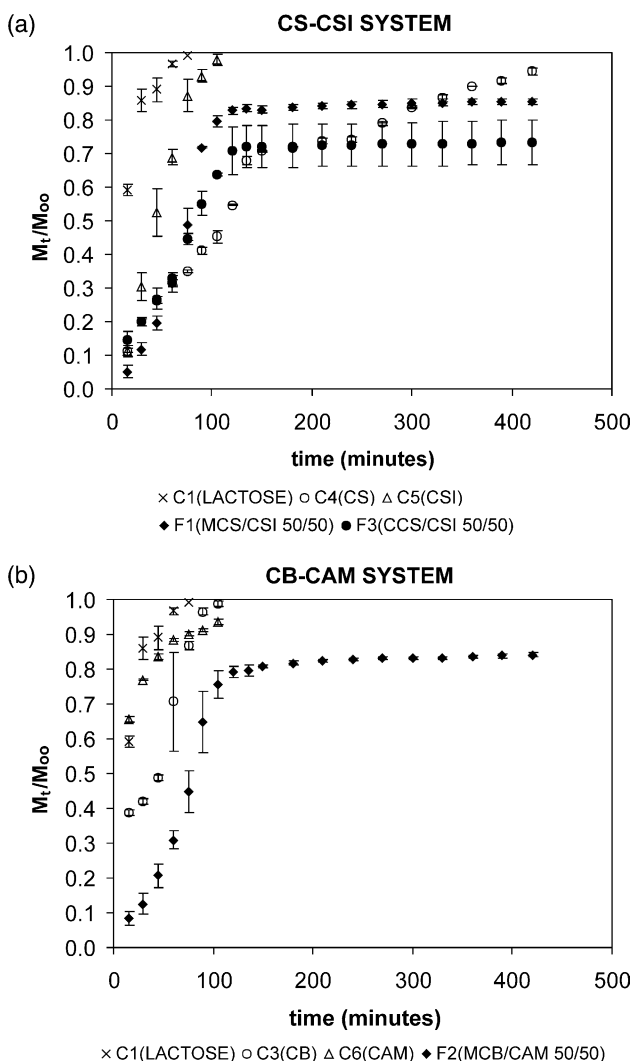 (a)
CS-CSI SYSTEM
1.0
0.9
0.8
0.7
0.6
0.5
0.4
0.3
0.2
0.1
0.0
Mt/Moo
0 100 200 300 400 500
time (minutes)
× C1(LACTOSE) ○ C4(CS) △ C5(CSI)
◆ F1(MCS/CSI 50/50) ● F3(CCS/CSI 50/50)
(b)
CB-CAM SYSTEM
1.0
0.9
0.8
0.7
0.6
0.5
0.4
0.3
0.2
0.1
0.0
Mt/Moo
0 100 200 300 400 500
time (minutes)
× C1(LACTOSE) ○ C3(CB) △ C6(CAM) ◆ F2(MCB/CAM 50/50)